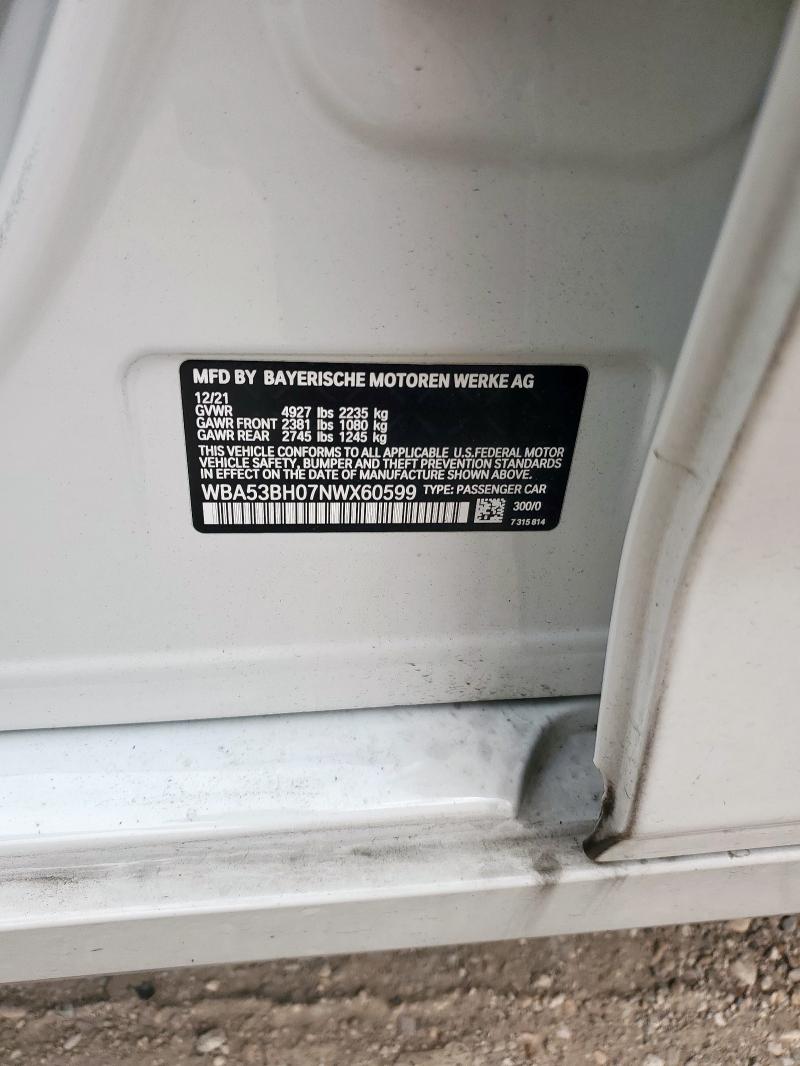 MFD BY BAYERISCHE MOTOREN WERKE AG
12/21
GVWR 4927 lbs 2235 kg
GAWR FRONT 2381 lbs 1080 kg
GAWR REAR 2745 lbs 1245 kg
THIS VEHICLE CONFORMS TO ALL APPLICABLE U.S.FEDERAL MOTOR
VEHICLE SAFETY, BUMPER AND THEFT PREVENTION STANDARDS
IN EFFECT ON THE DATE OF MANUFACTURE SHOWN ABOVE.
WBA53BH07NWX60599 TYPE: PASSENGER CAR
300/0
7 315 814